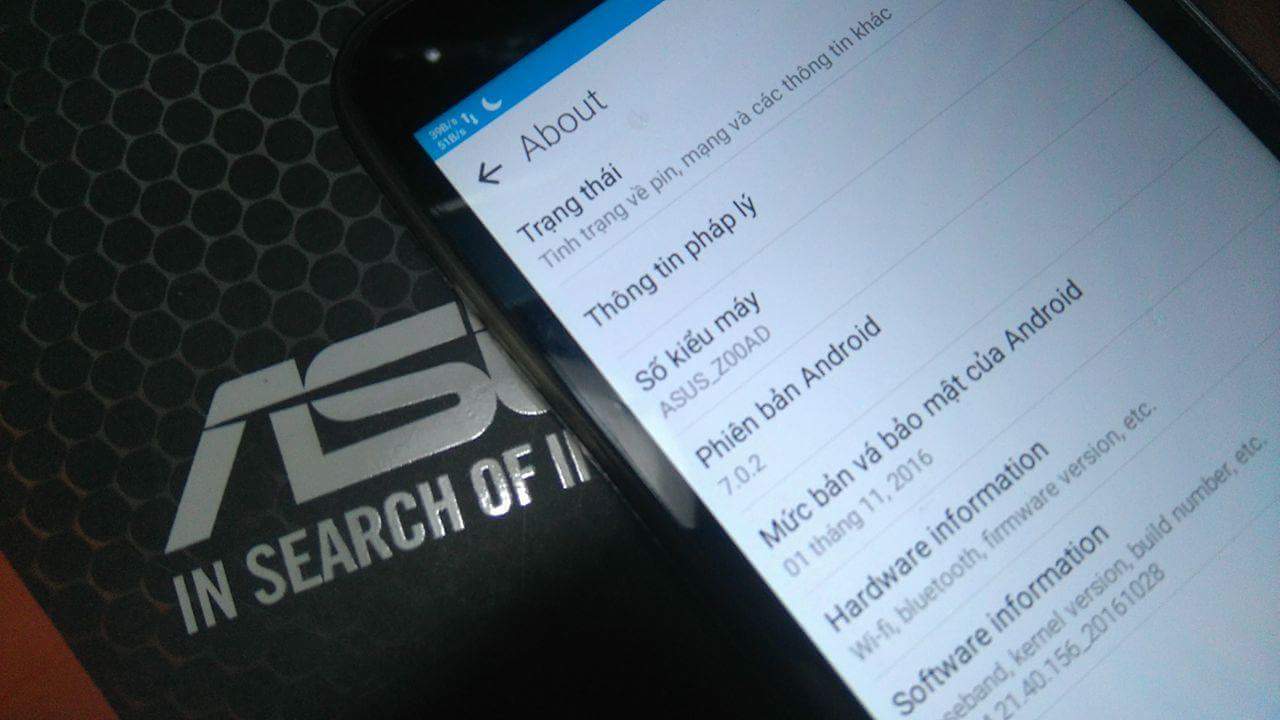 ASU
IN SEARCH OF IN
39B/s
51B/s
About
Trạng thái
Tình trạng về pin, mạng và các thông tin khác
Thông tin pháp lý
Số kiểu máy
ASUS_Z00AD
Phiên bản Android
7.0.2
Mức bản vá bảo mật của Android
01 tháng 11, 2016
Hardware information
Wi-fi, bluetooth, firmware version, etc.
Software information
seband, kernel version, build number, etc.
.21.40.156_20161028